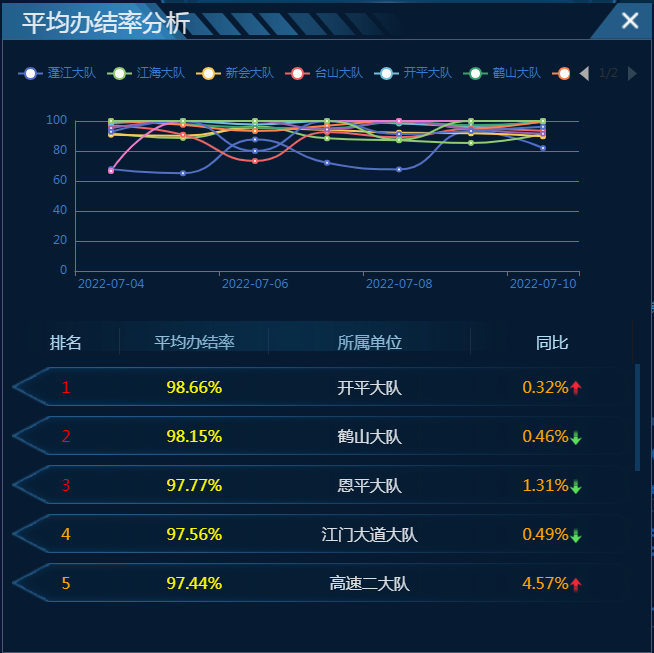 平均办结率分析
蓬江大队 江海大队 新会大队 台山大队 开平大队 鹤山大队 1/2
100
80
60
40
20
0
2022-07-04 2022-07-06 2022-07-08 2022-07-10
排名 平均办结率 所属单位 同比
1 98.66% 开平大队 0.32%
2 98.15% 鹤山大队 0.46%
3 97.77% 恩平大队 1.31%
4 97.56% 江门大道大队 0.49%
5 97.44% 高速二大队 4.57%